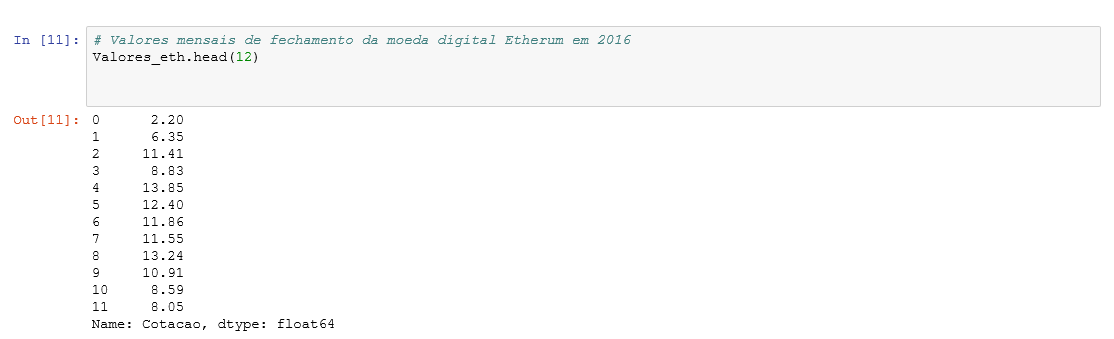 In [11]: # Valores mensais de fechamento da moeda digital Etherum em 2016
Valores_eth.head(12)
Out[11]: 0 2.20
1 6.35
2 11.41
3 8.83
4 13.85
5 12.40
6 11.86
7 11.55
8 13.24
9 10.91
10 8.59
11 8.05
Name: Cotacao, dtype: float64